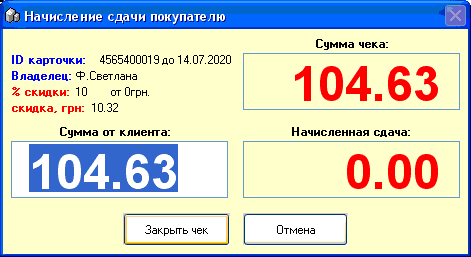 Начисление сдачи покупателю
ID карточки: 4565400019 до 14.07.2020
Владелец: Ф.Светлана
% скидки: 10 от 0грн.
скидка, грн: 10.32
Сумма чека:
104.63
Сумма от клиента:
104.63
Начисленная сдача:
0.00
Закрыть чек
Отмена